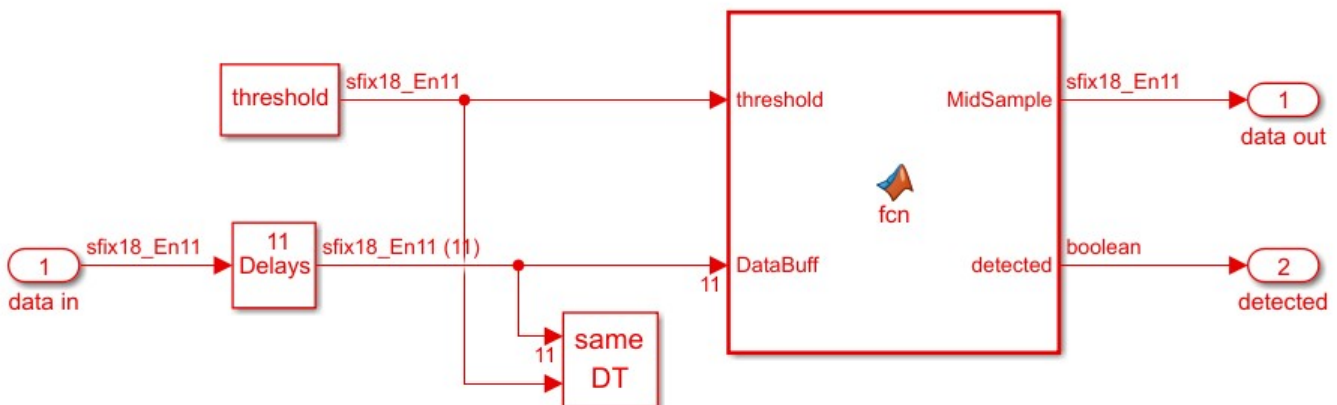 sfix18_En11
threshold
threshold
MidSample
sfix18_En11
1
data out
fcn
sfix18_En11
11
Delays
sfix18_En11 (11)
1
data in
DataBuff
11
detected
boolean
2
detected
11
same
DT